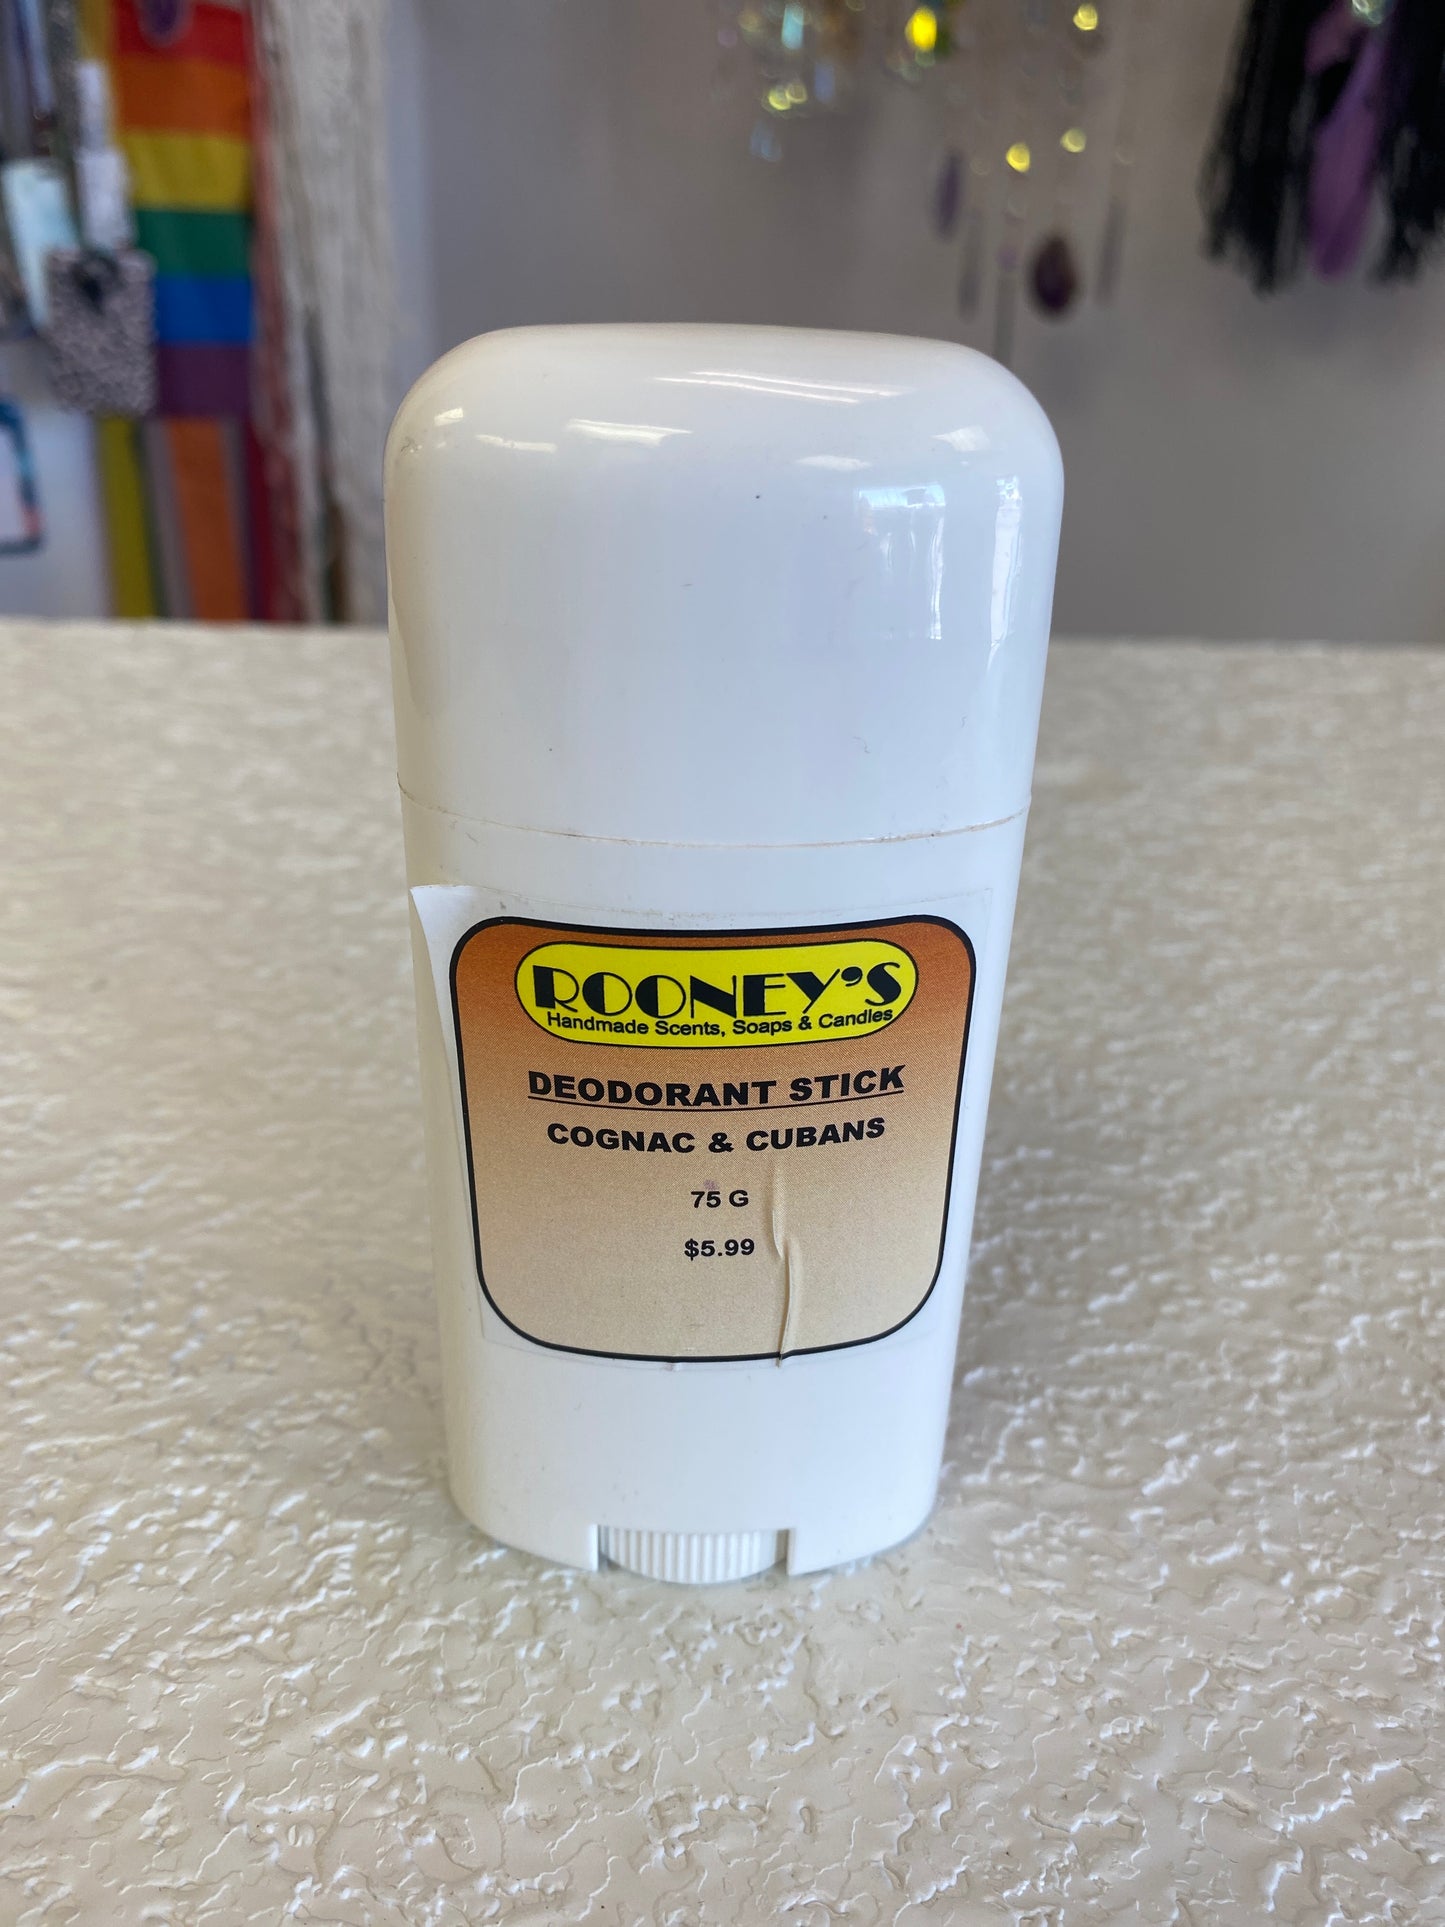 ROONEY'S
Handmade Scents, Soaps & Candles
DEODORANT STICK
COGNAC & CUBANS
75 G
$5.99